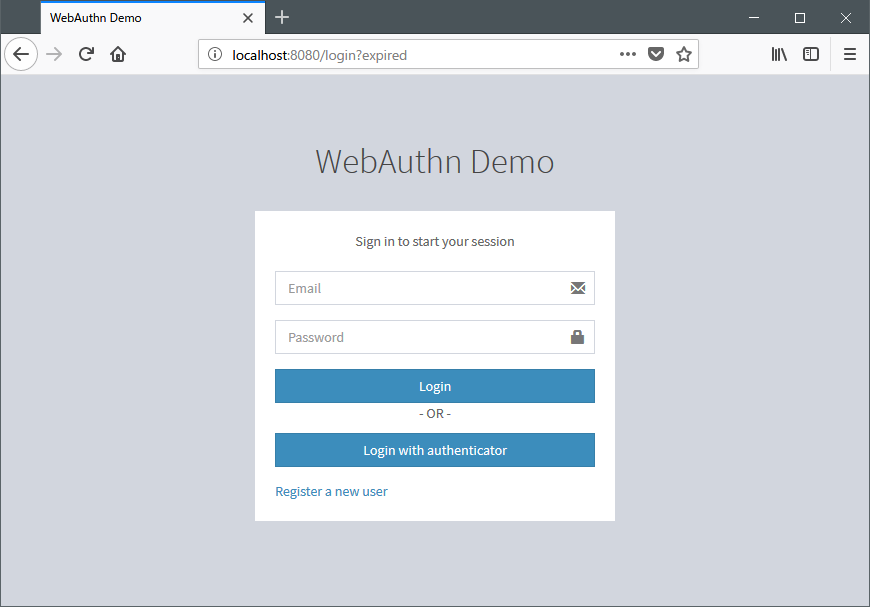 WebAuthn Demo
localhost:8080/login?expired
WebAuthn Demo
Sign in to start your session
Email
Password
Login
- OR -
Login with authenticator
Register a new user